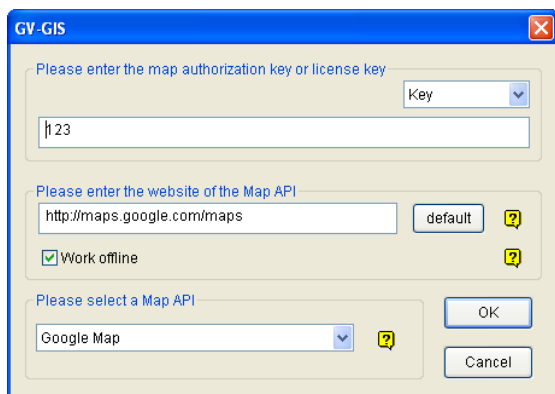 GV-GIS
Please enter the map authorization key or license key
Key
123
Please enter the website of the Map API
http://maps.google.com/maps
default
Work offline
Please select a Map API
Google Map
OK
Cancel